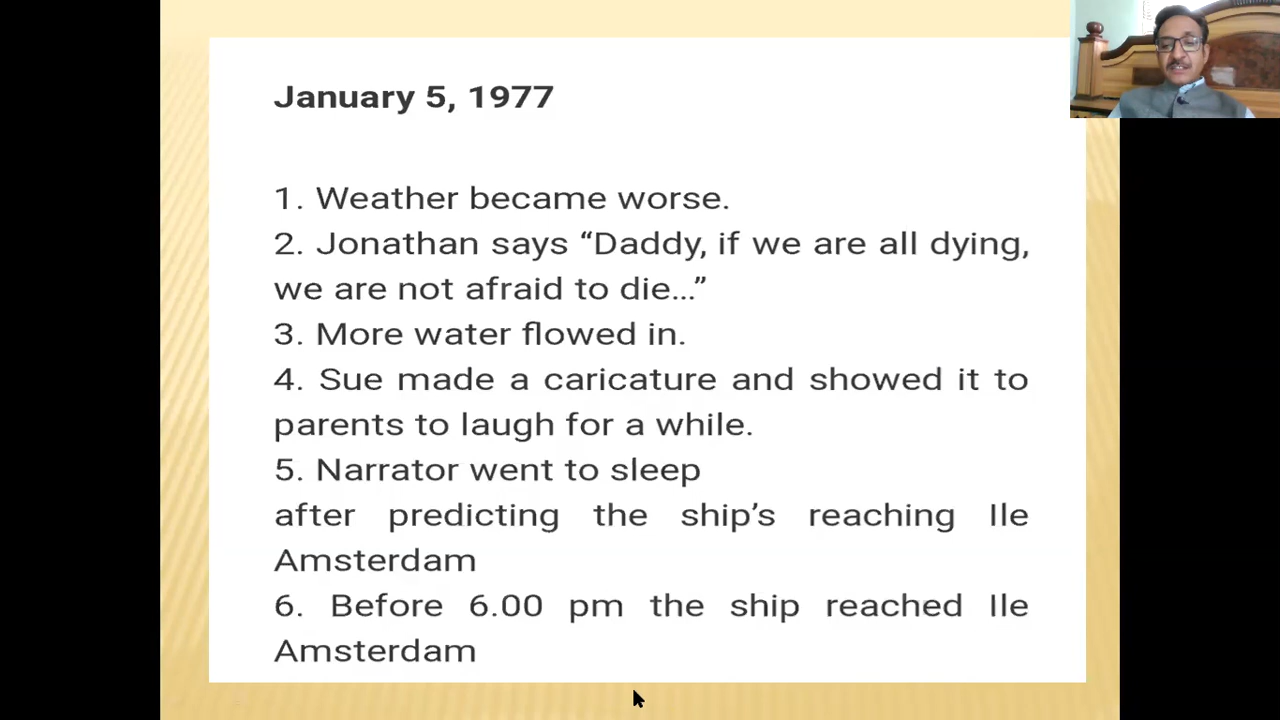 January 5, 1977
1. Weather became worse.
2. Jonathan says “Daddy, if we are all dying,
we are not afraid to die...”
3. More water flowed in.
4. Sue made a caricature and showed it to
parents to laugh for a while.
5. Narrator went to sleep
after predicting the ship’s reaching Ile
Amsterdam
6. Before 6.00 pm the ship reached Ile
Amsterdam